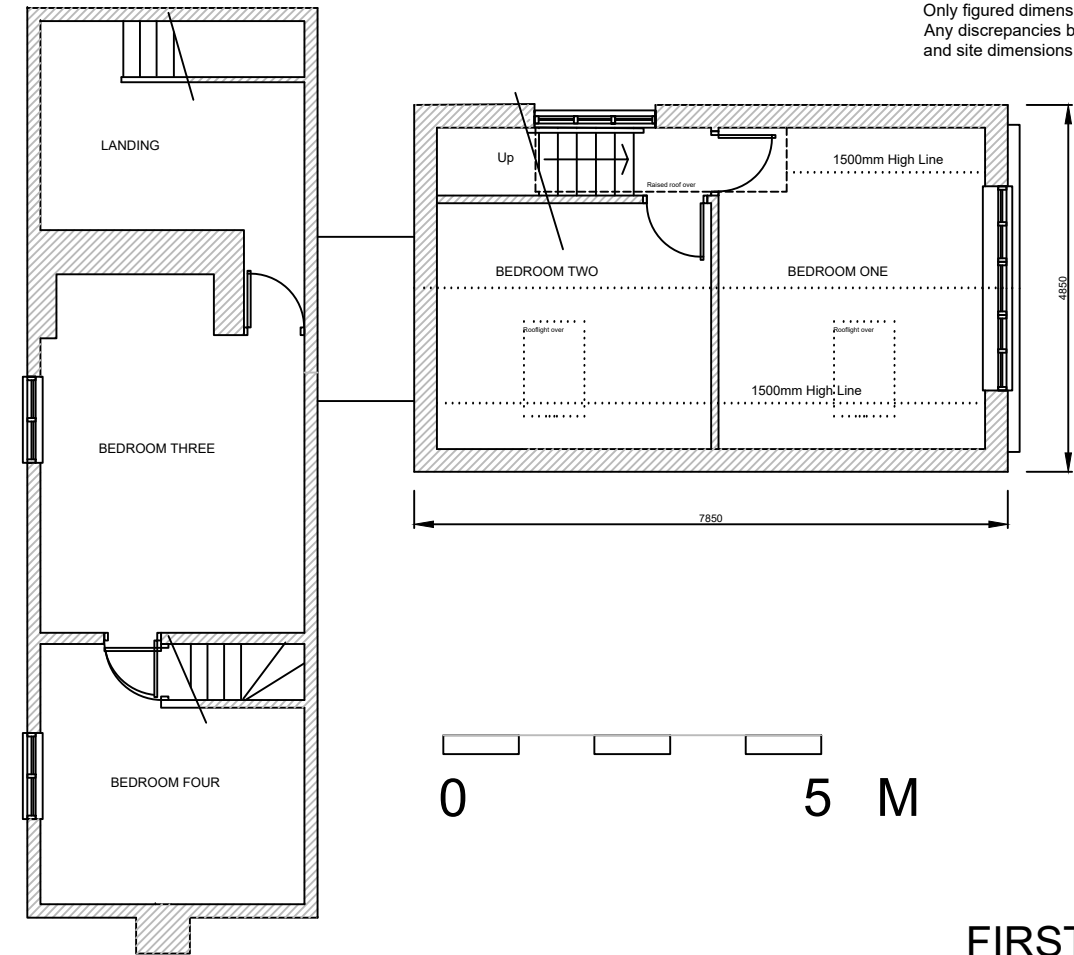 Only figured dimens
Any discrepancies b
and site dimensions
LANDING
Up
1500mm High Line
Raised roof over
BEDROOM TWO
BEDROOM ONE
4850
Rooflight over
Rooflight over
1500mm High Line
BEDROOM THREE
7850
BEDROOM FOUR
0 5 M
FIRST